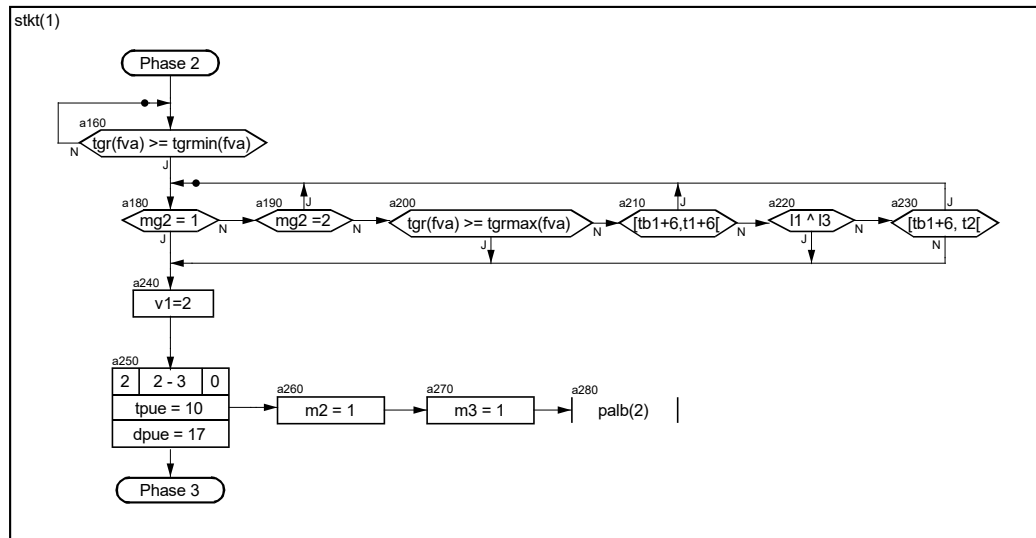 stkt(1)
Phase 2
a160
tgr(fva) >= tgrmin(fva)
N
J
a180
mg2 = 1
N
J
a190
mg2 =2
J
N
a200
tgr(fva) >= tgrmax(fva)
N
J
a210
[tb1+6,t1+6[
J
N
a220
l1 ^ l3
N
J
a230
[tb1+6, t2[
J
N
a240
v1=2
a250
2 2 - 3 0
tpue = 10
dpue = 17
a260
m2 = 1
a270
m3 = 1
a280
palb(2)
Phase 3